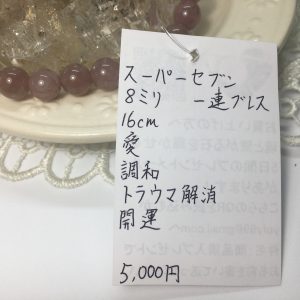 スーパーセブン
8ミリ 一連ブレス
16cm
愛
調和
トラウマ解消
開運
5,000円